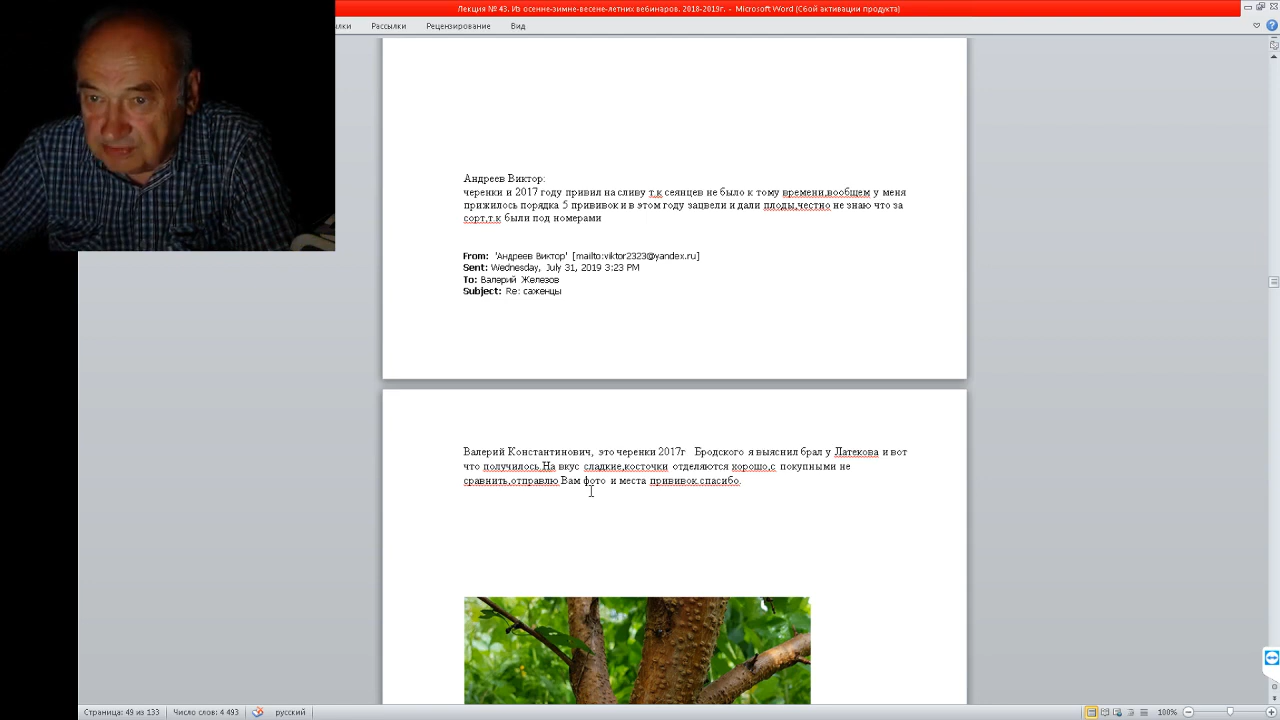 Лекция № 43. Из осенне-зимне-весене-летних вебинаров. 2018-2019г. - Microsoft Word (Сбой активации продукта)
лки Рассылки Рецензирование Вид
Андреев Виктор:
черенки и 2017 году привил на сливу т,к сеянцев не было к тому времени,вообщем у меня
прижилось порядка 5 прививок и в этом году зацвели и дали плоды,честно не знаю что за
сорт,т.к были под номерами
From: 'Андреев Виктор' [mailto:viktor2323@yandex.ru]
Sent: Wednesday, July 31, 2019 3:23 PM
To: Валерий Железов
Subject: Re: саженцы
Валерий Константинович, это черенки 2017г Бродского я выяснил брал у Латекова и вот
что получилось,На вкус сладкие,косточки отделяются хорошо,с покупными не
сравнить,отправлю Вам фото и места прививок.спасибо.
Страница: 49 из 133 Число слов: 4 493 русский 100%